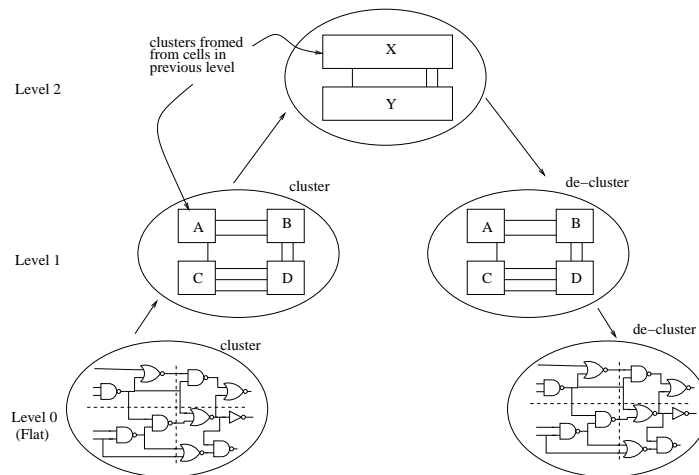 clusters fromed
from cells in
previous level
X
Y
Level 2
cluster
de−cluster
A
B
C
D
A
B
C
D
Level 1
cluster
de−cluster
Level 0
(Flat)